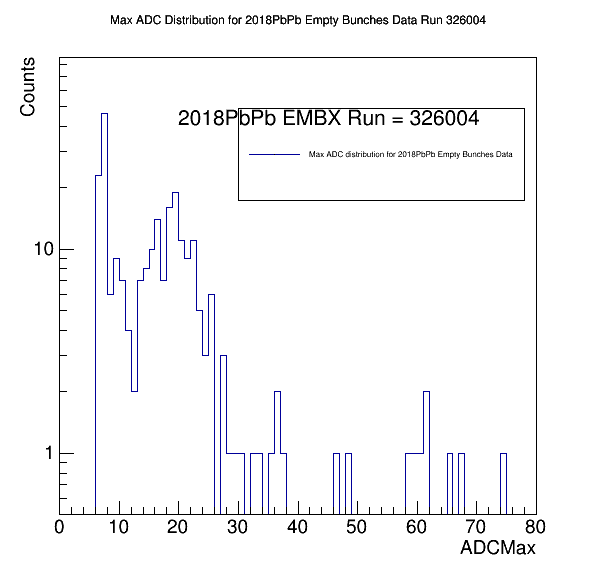 Max ADC Distribution for 2018PbPb Empty Bunches Data Run 326004
Counts
2018PbPb EMBX Run = 326004
Max ADC distribution for 2018PbPb Empty Bunches Data
10
1
0 10 20 30 40 50 60 70 80
ADCMax